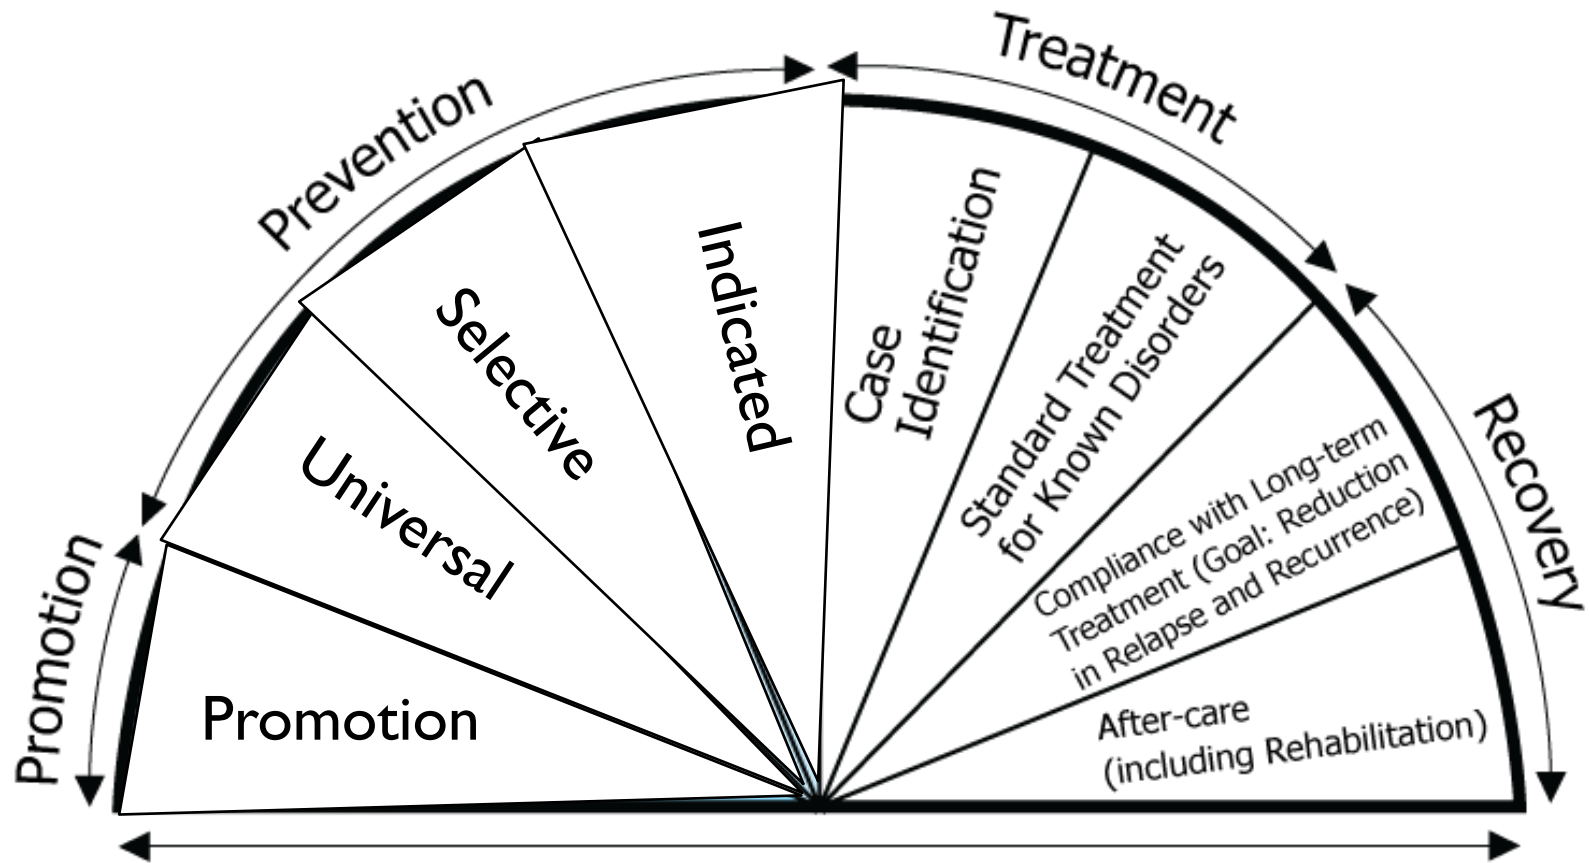 Promotion
Prevention
Treatment
Recovery
Promotion
Universal
Selective
Indicated
Case
Identification
Standard Treatment
for Known Disorders
Compliance with Long-term
Treatment (Goal: Reduction
in Relapse and Recurrence)
After-care
(including Rehabilitation)